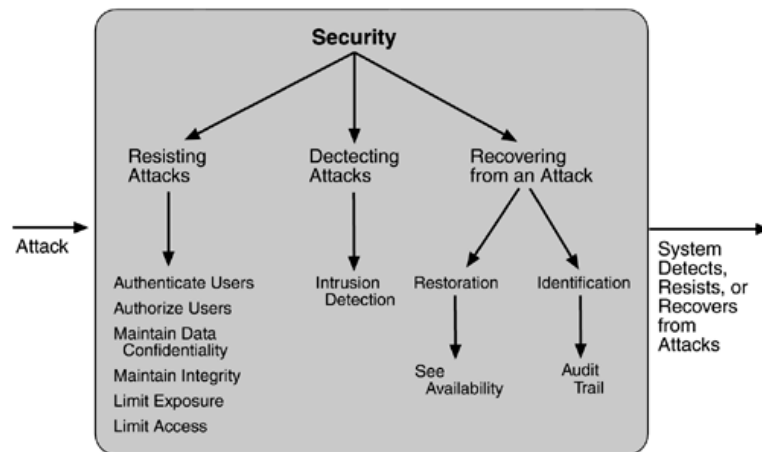 Security
Resisting
Attacks
Dectecting
Attacks
Recovering
from an Attack
Attack
Authenticate Users
Authorize Users
Maintain Data
Confidentiality
Maintain Integrity
Limit Exposure
Limit Access
Intrusion
Detection
Restoration
See
Availability
Identification
Audit
Trail
System
Detects,
Resists, or
Recovers
from
Attacks